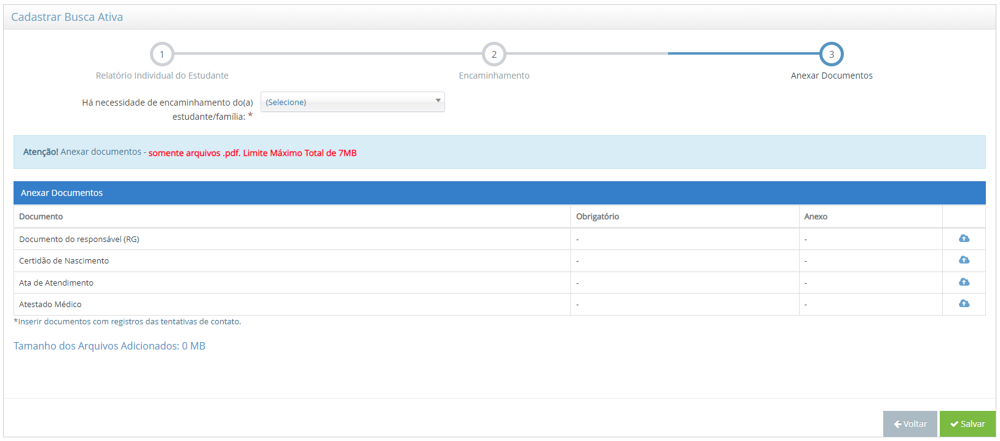 Cadastrar Busca Ativa
1
2
3
Relatório Individual do Estudante
Encaminhamento
Anexar Documentos
Há necessidade de encaminhamento do(a)
estudante/família: *
(Selecione)
Atenção! Anexar documentos - somente arquivos .pdf. Limite Máximo Total de 7MB
Anexar Documentos
Documento Obrigatório Anexo
Documento do responsável (RG) - -
Certidão de Nascimento - -
Ata de Atendimento - -
Atestado Médico - -
*Inserir documentos com registros das tentativas de contato.
Tamanho dos Arquivos Adicionados: 0 MB
Voltar
Salvar